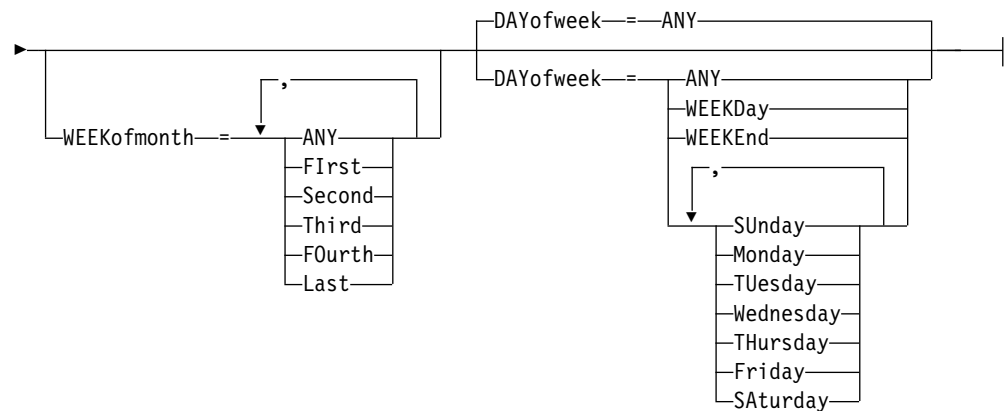 DAYofweek = ANY
DAYofweek = ANY
WEEKDay
WEEKEnd
,
SUnday
Monday
TUesday
Wednesday
THursday
Friday
SAturday
,
WEEKofmonth = ANY
FIrst
Second
Third
FOurth
Last